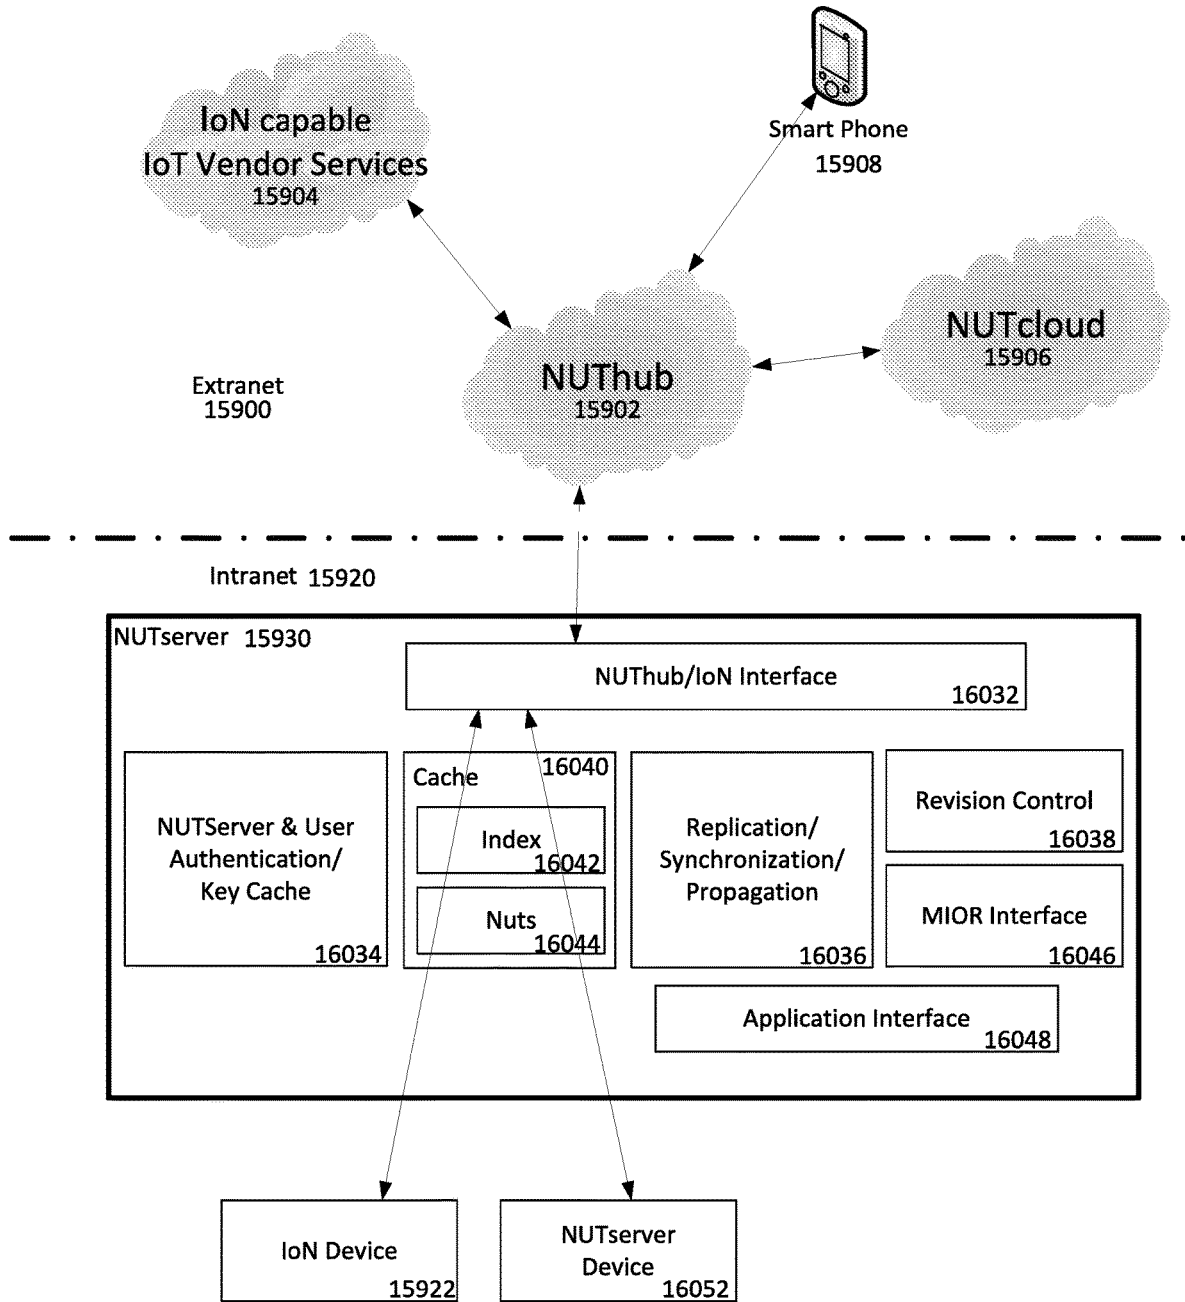 IoN capable
IoT Vendor Services
15904
Smart Phone
15908
NUTcloud
15906
NUThub
15902
Extranet
15900
Intranet 15920
NUTserver 15930
NUThub/IoN Interface
16032
NUTServer & User
Authentication/
Key Cache
16034
Cache
16040
Index
16042
Nuts
16044
Replication/
Synchronization/
Propagation
16036
Revision Control
16038
MIOR Interface
16046
Application Interface
16048
IoN Device
15922
NUTserver
Device
16052